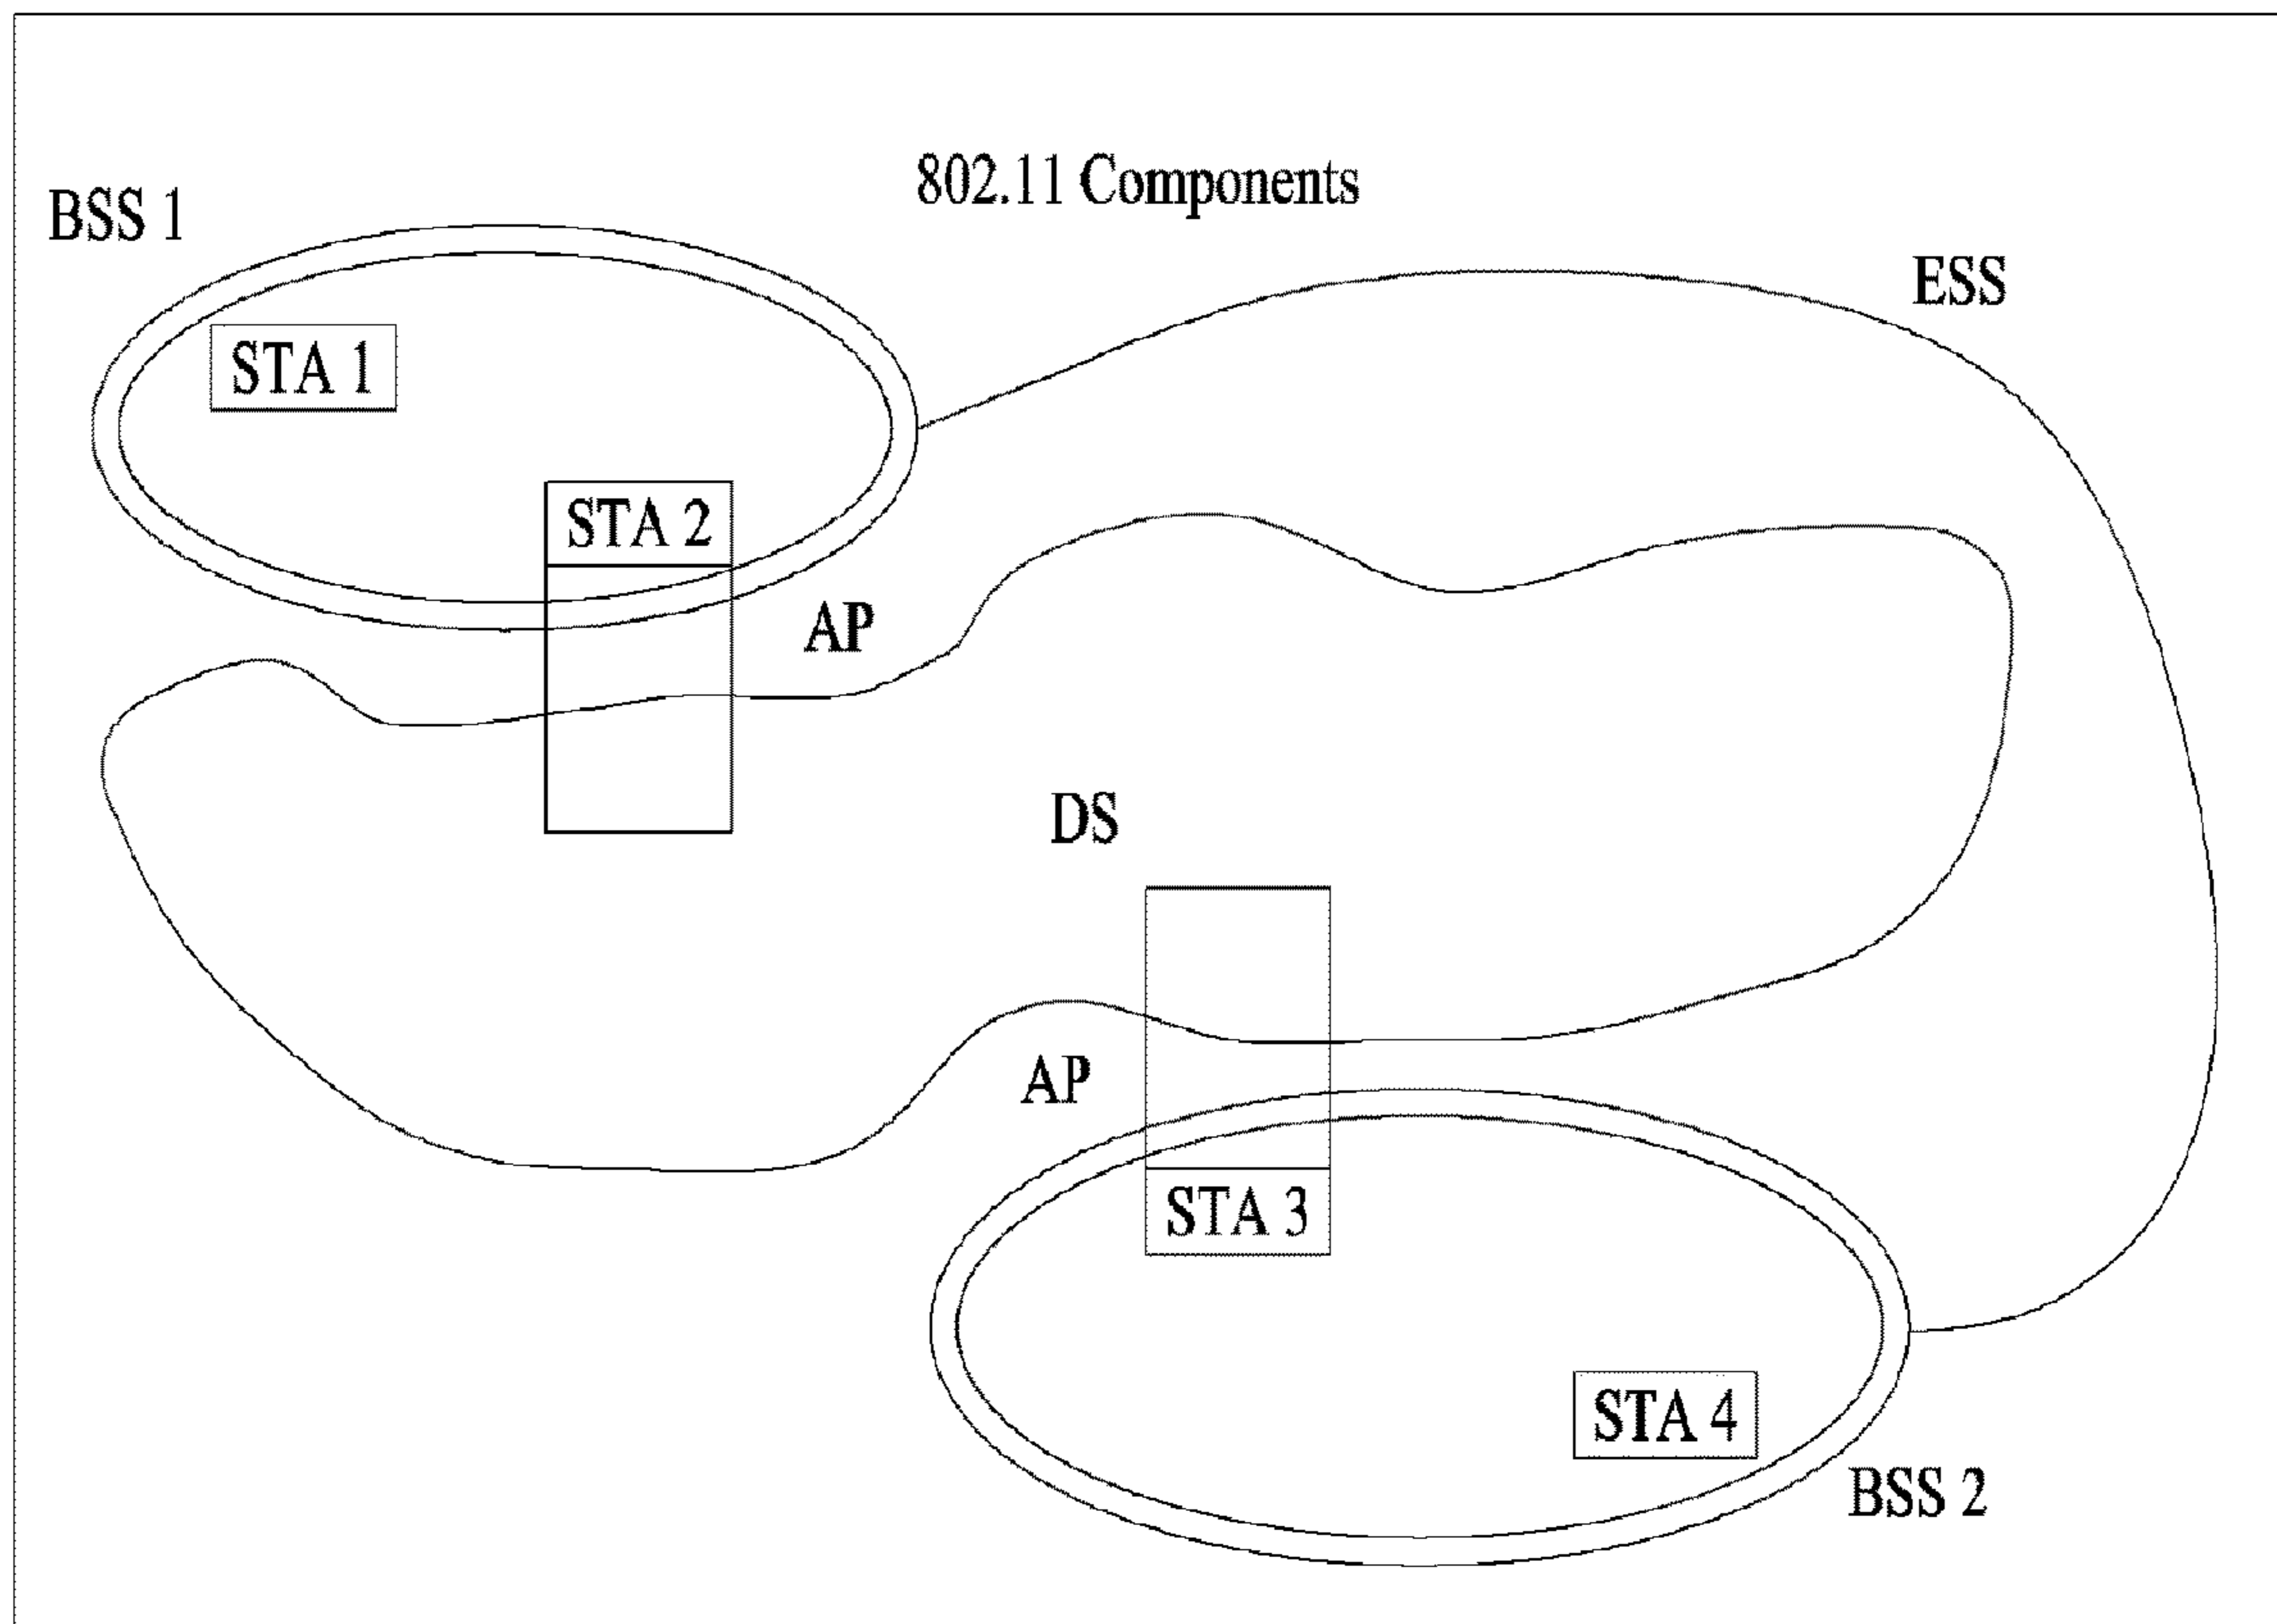 802.11 Components
BSS 1
ESS
STA 1
STA 2
AP
DS
AP
STA 3
STA 4
BSS 2